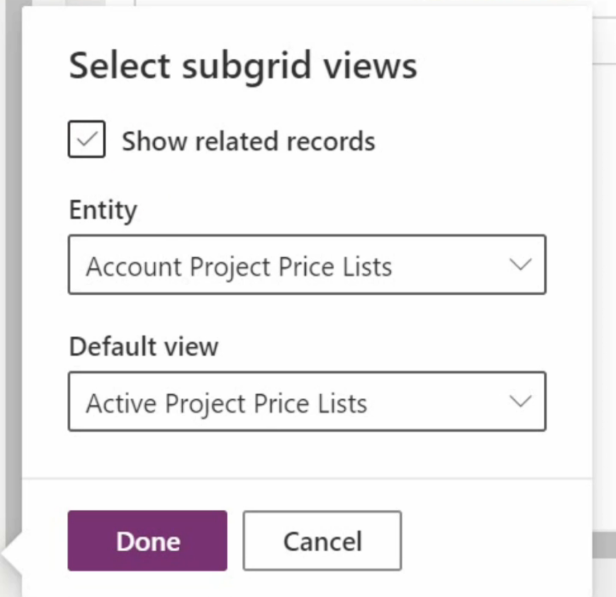 Select subgrid views
Show related records
Entity
Account Project Price Lists
Default view
Active Project Price Lists
Done
Cancel